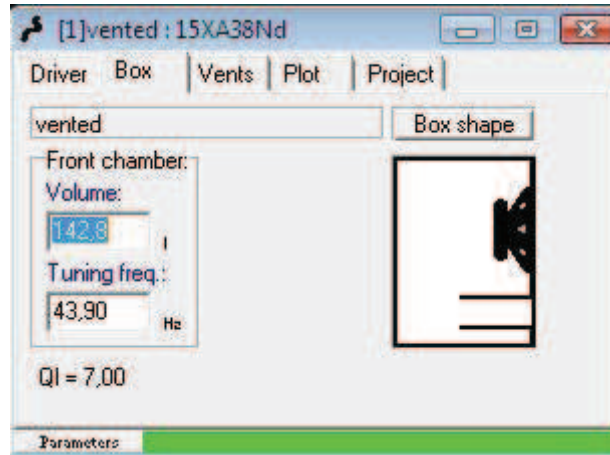 [1]vented : 15XA38Nd
Driver Box Vents Plot Project
vented Box shape
Front chamber:
Volume:
142,8 l
Tuning freq.:
43,90 Hz
Ql = 7,00
Parameters